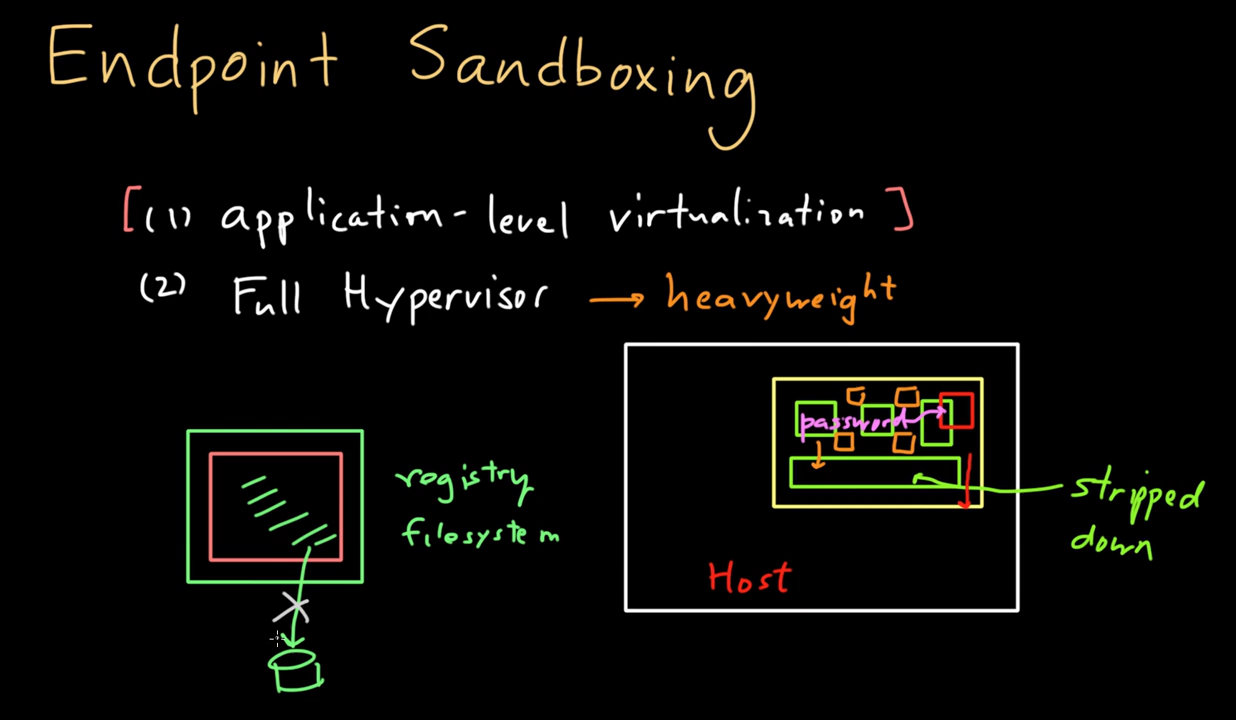 Endpoint Sandboxing
[(1) application-level virtualization]
(2) Full Hypervisor → heavyweight
password
registry
filesystem
stripped
down
Host